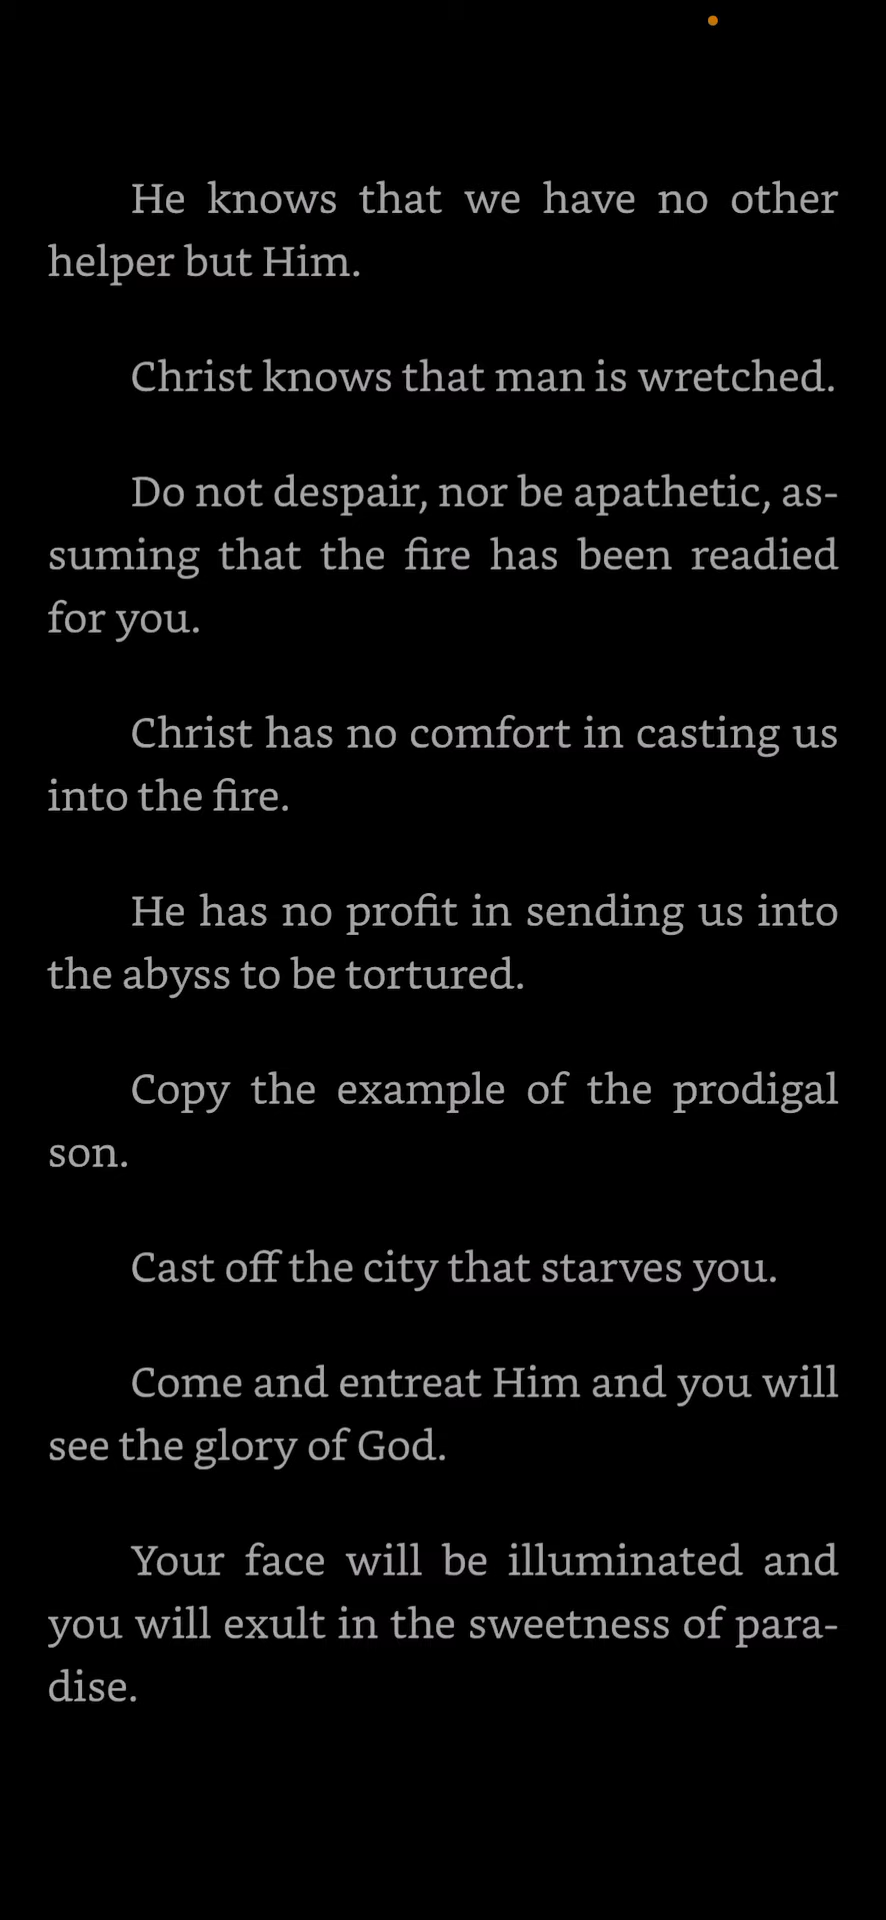 He knows that we have no other
helper but Him.
Christ knows that man is wretched.
Do not despair, nor be apathetic, as-
suming that the fire has been readied
for you.
Christ has no comfort in casting us
into the fire.
He has no profit in sending us into
the abyss to be tortured.
Copy the example of the prodigal
son.
Cast off the city that starves you.
Come and entreat Him and you will
see the glory of God.
Your face will be illuminated and
you will exult in the sweetness of para-
dise.